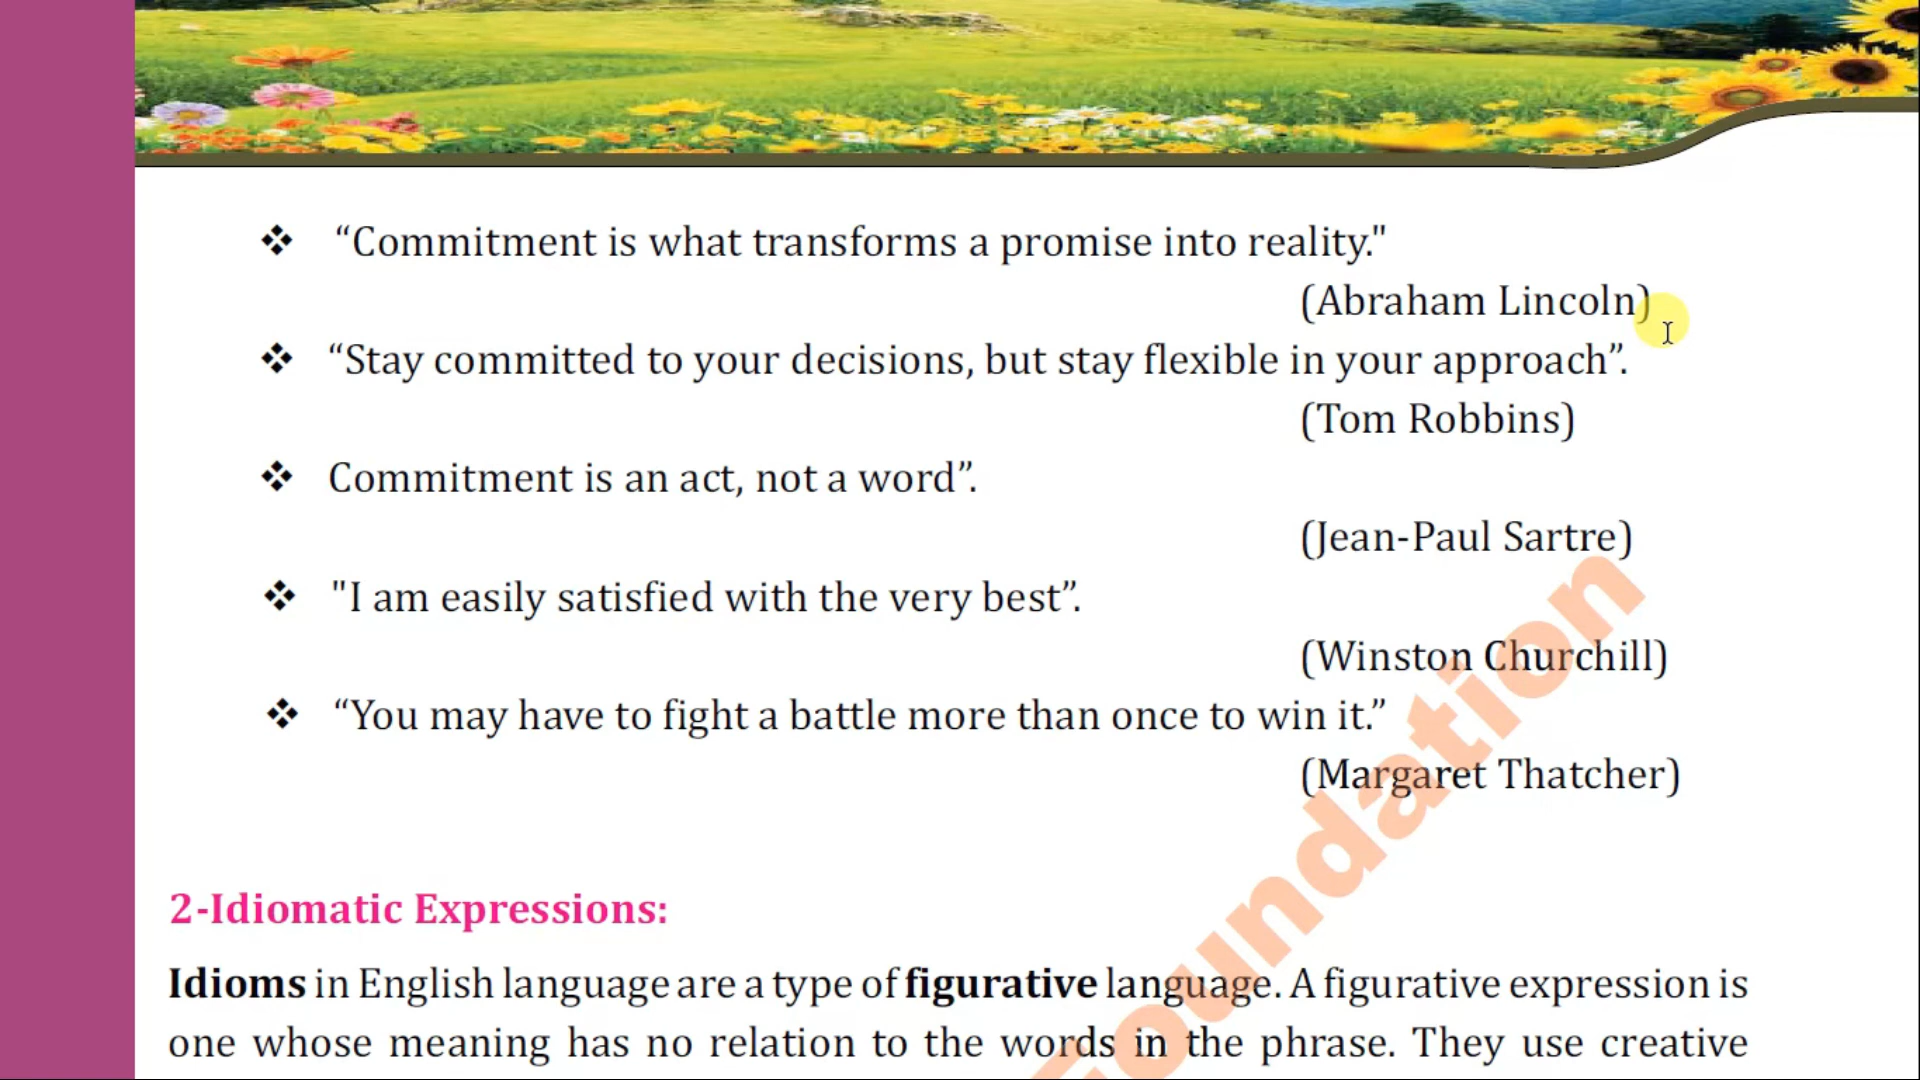 ❖ “Commitment is what transforms a promise into reality."
(Abraham Lincoln)
❖ “Stay committed to your decisions, but stay flexible in your approach”.
(Tom Robbins)
❖ Commitment is an act, not a word”.
(Jean-Paul Sartre)
❖ "I am easily satisfied with the very best”.
(Winston Churchill)
❖ “You may have to fight a battle more than once to win it.”
(Margaret Thatcher)
2-Idiomatic Expressions:
Idioms in English language are a type of figurative language. A figurative expression is
one whose meaning has no relation to the words in the phrase. They use creative
Foundation